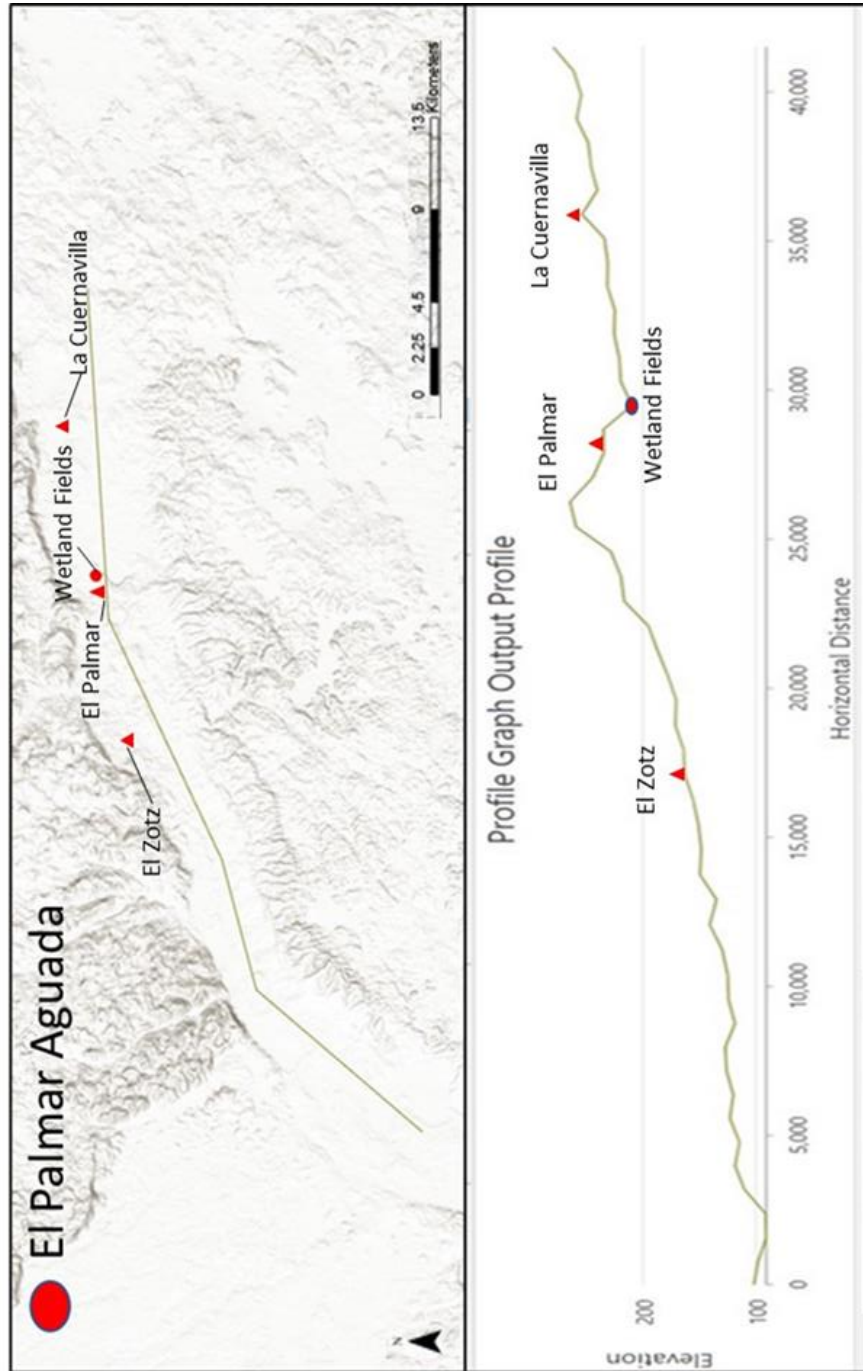 El Palmar Aguada
El Zotz
El Palmar
Wetland Fields
La Cuernavilla
N
0 2.25 4.5 9 13.5
Kilometers
Profile Graph Output Profile
Elevation
200
100
El Zotz
El Palmar
Wetland Fields
La Cuernavilla
0 5,000 10,000 15,000 20,000 25,000 30,000 35,000 40,000
Horizontal Distance